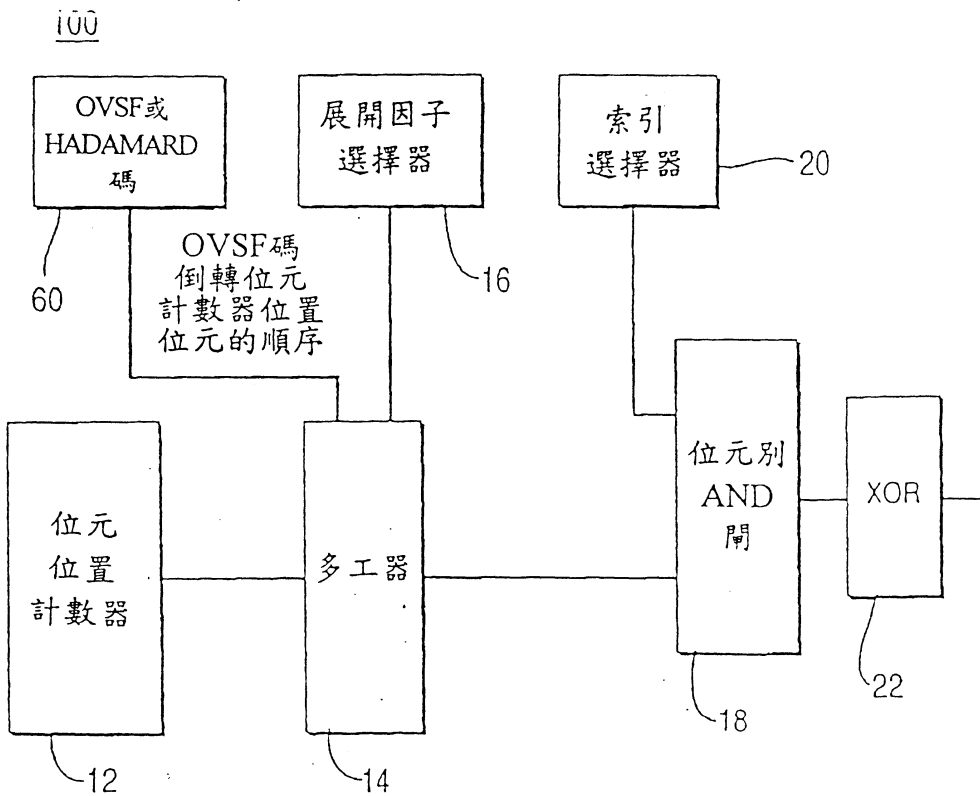 100
OVSF或
HADAMARD
碼
展開因子
選擇器
索引
選擇器
20
60
OVSF碼
倒轉位元
計數器位置
位元的順序
16
位元
位置
計數器
多工器
位元別
AND
閘
XOR
12
14
18
22